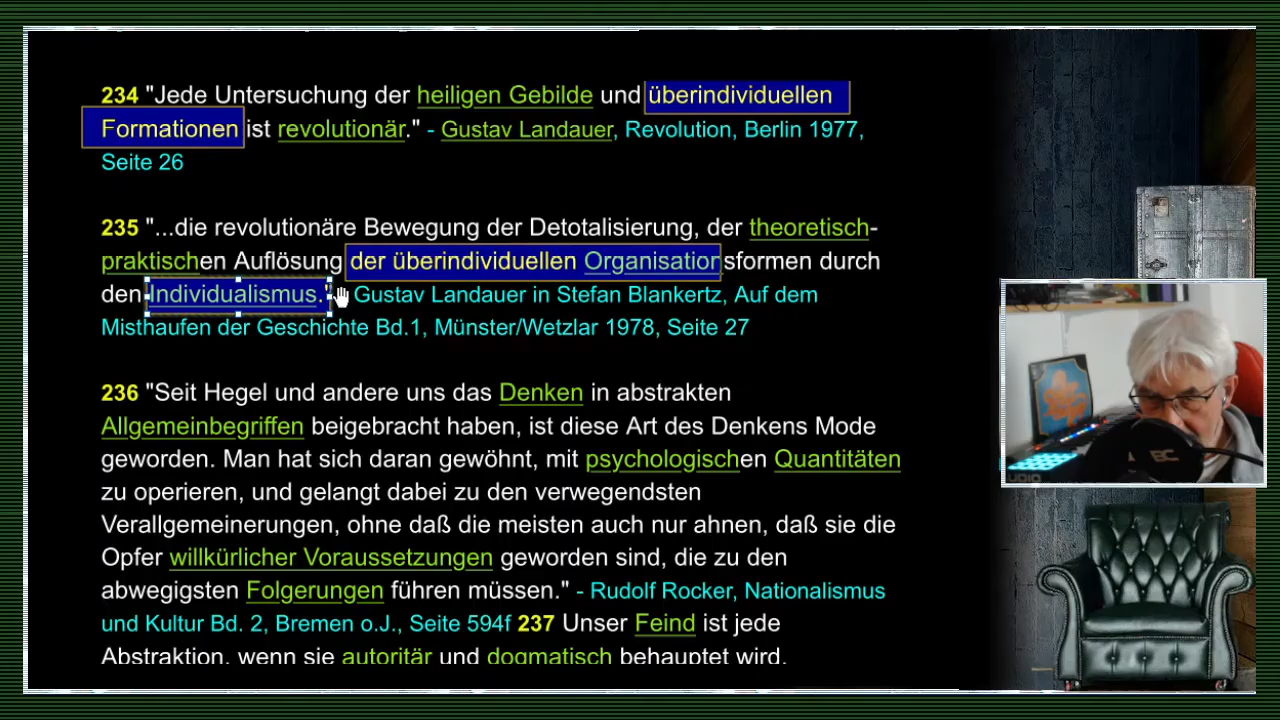 234 "Jede Untersuchung der heiligen Gebilde und überindividuellen
Formationen ist revolutionär." - Gustav Landauer, Revolution, Berlin 1977,
Seite 26
235 "...die revolutionäre Bewegung der Detotalisierung, der theoretisch-
praktischen Auflösung der überindividuellen Organisationsformen durch
den Individualismus." Gustav Landauer in Stefan Blankertz, Auf dem
Misthaufen der Geschichte Bd.1, Münster/Wetzlar 1978, Seite 27
236 "Seit Hegel und andere uns das Denken in abstrakten
Allgemeinbegriffen beigebracht haben, ist diese Art des Denkens Mode
geworden. Man hat sich daran gewöhnt, mit psychologischen Quantitäten
zu operieren, und gelangt dabei zu den verwegendsten
Verallgemeinerungen, ohne daß die meisten auch nur ahnen, daß sie die
Opfer willkürlicher Voraussetzungen geworden sind, die zu den
abwegigsten Folgerungen führen müssen." - Rudolf Rocker, Nationalismus
und Kultur Bd. 2, Bremen o.J., Seite 594f 237 Unser Feind ist jede
Abstraktion, wenn sie autoritär und dogmatisch behauptet wird.